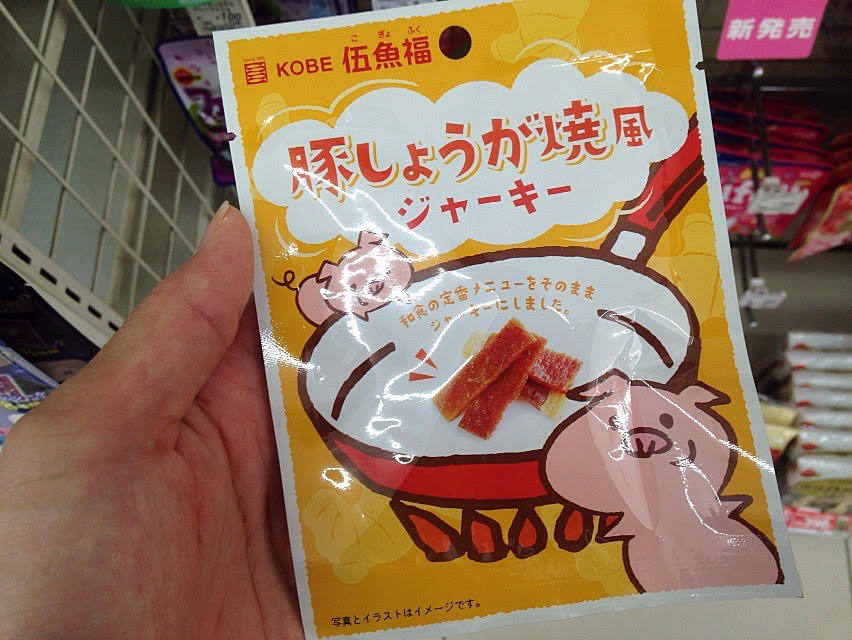 新発売
ごぎょふく
KOBE 伍魚福
豚しょうが焼風
ジャーキー
和食の定番メニューをそのまま
ジャーキーにしました。
写真とイラストはイメージです。